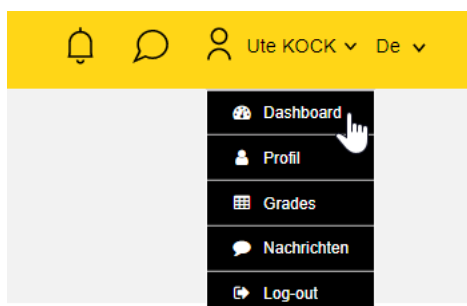 Ute KOCK De
Dashboard
Profil
Grades
Nachrichten
Log-out